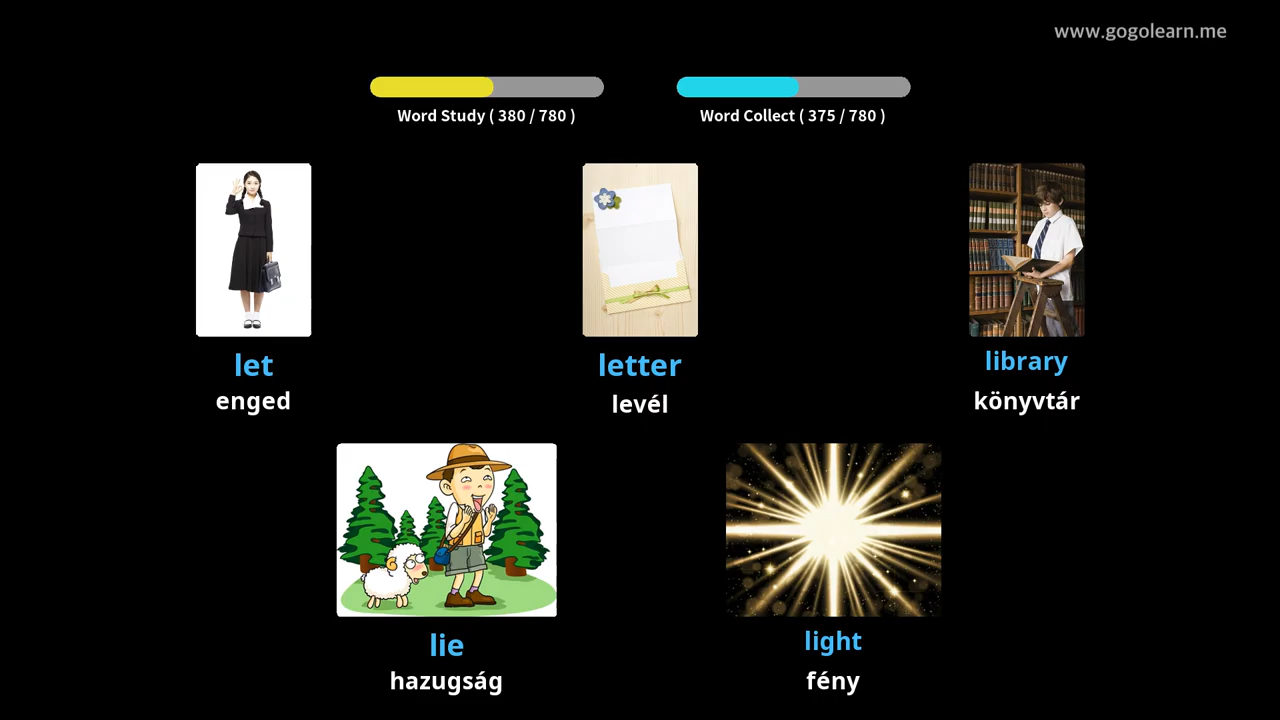 www.gogolearn.me
Word Study ( 380 / 780 )
Word Collect ( 375 / 780 )
let
enged
letter
levél
library
könyvtár
lie
hazugság
light
fény